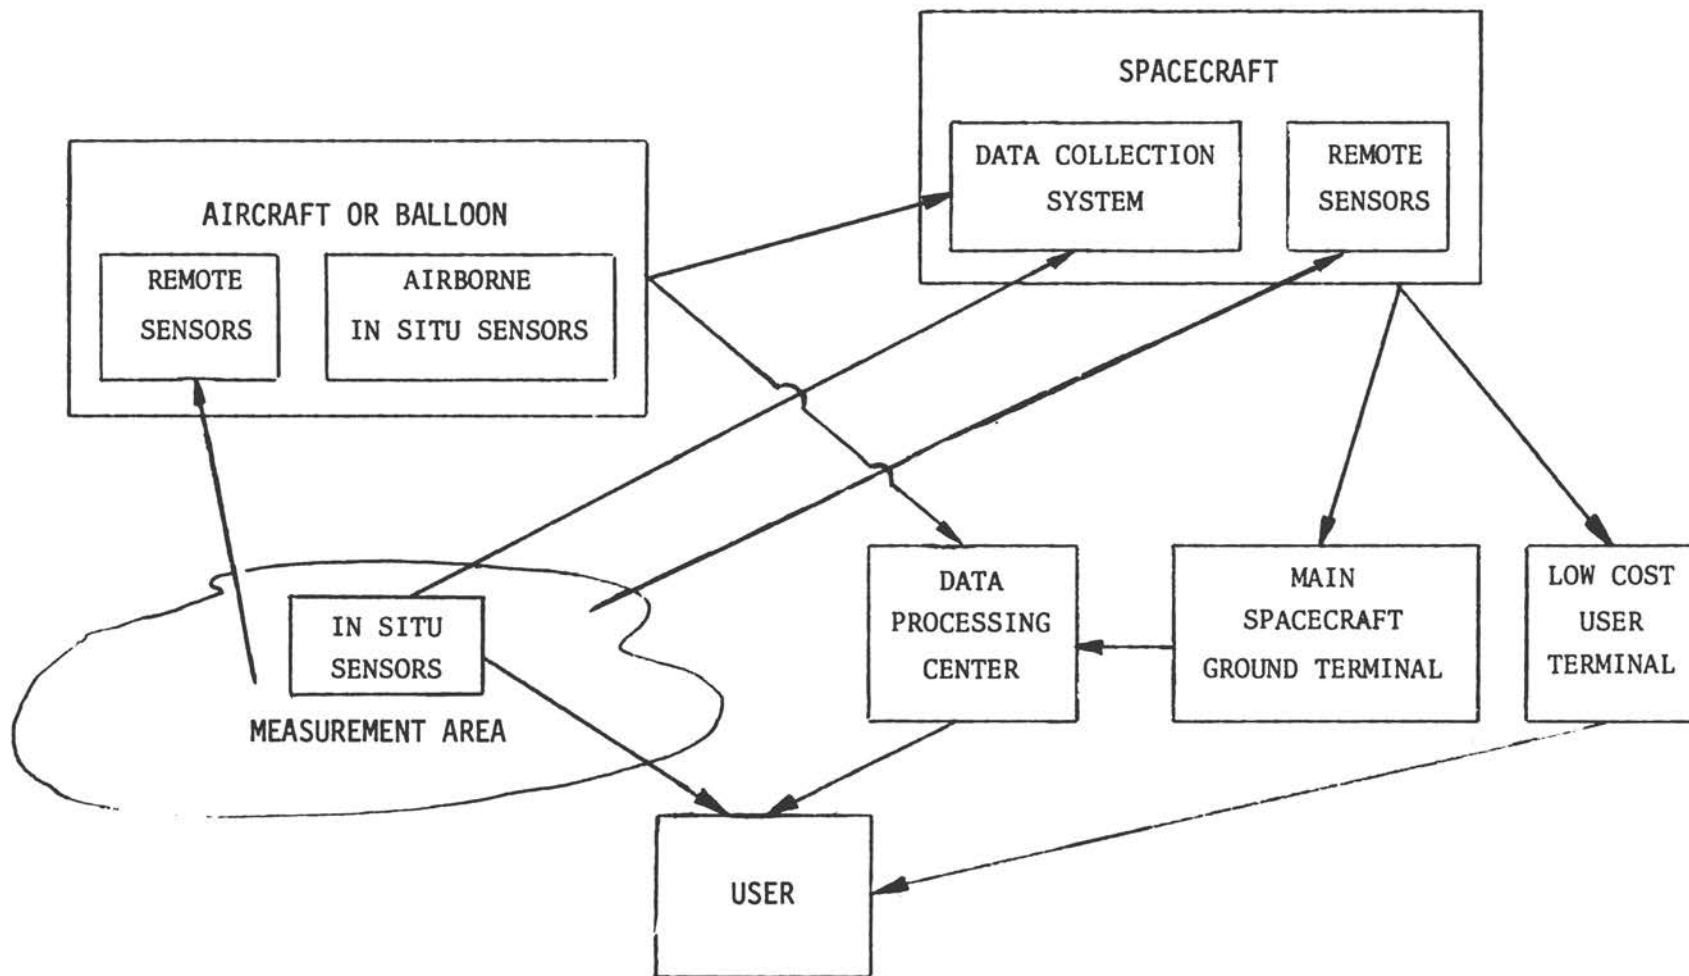 SPACECRAFT
DATA COLLECTION
SYSTEM
REMOTE
SENSORS
AIRCRAFT OR BALLOON
REMOTE
SENSORS
AIRBORNE
IN SITU SENSORS
IN SITU
SENSORS
MEASUREMENT AREA
DATA
PROCESSING
CENTER
MAIN
SPACECRAFT
GROUND TERMINAL
LOW COST
USER
TERMINAL
USER